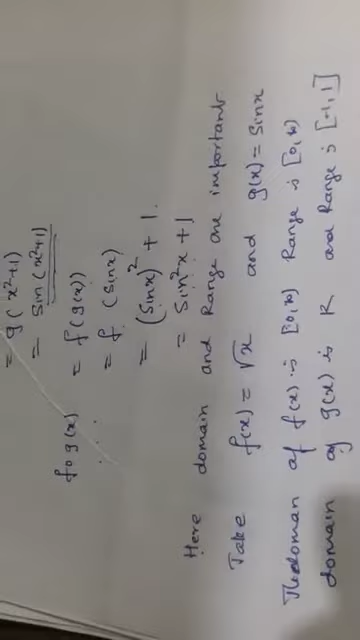 = g(x²+1)
= sin(x²+1)
fog(x) = f(g(x))
= f(sinx)
= (sinx)² + 1.
= sin²x + 1
Here domain and Range are important
Take f(x) = √x and g(x) = sinx
The doman of f(x) is [0,∞) Range is [0,∞)
domain of g(x) is R and Range is [-1,1]